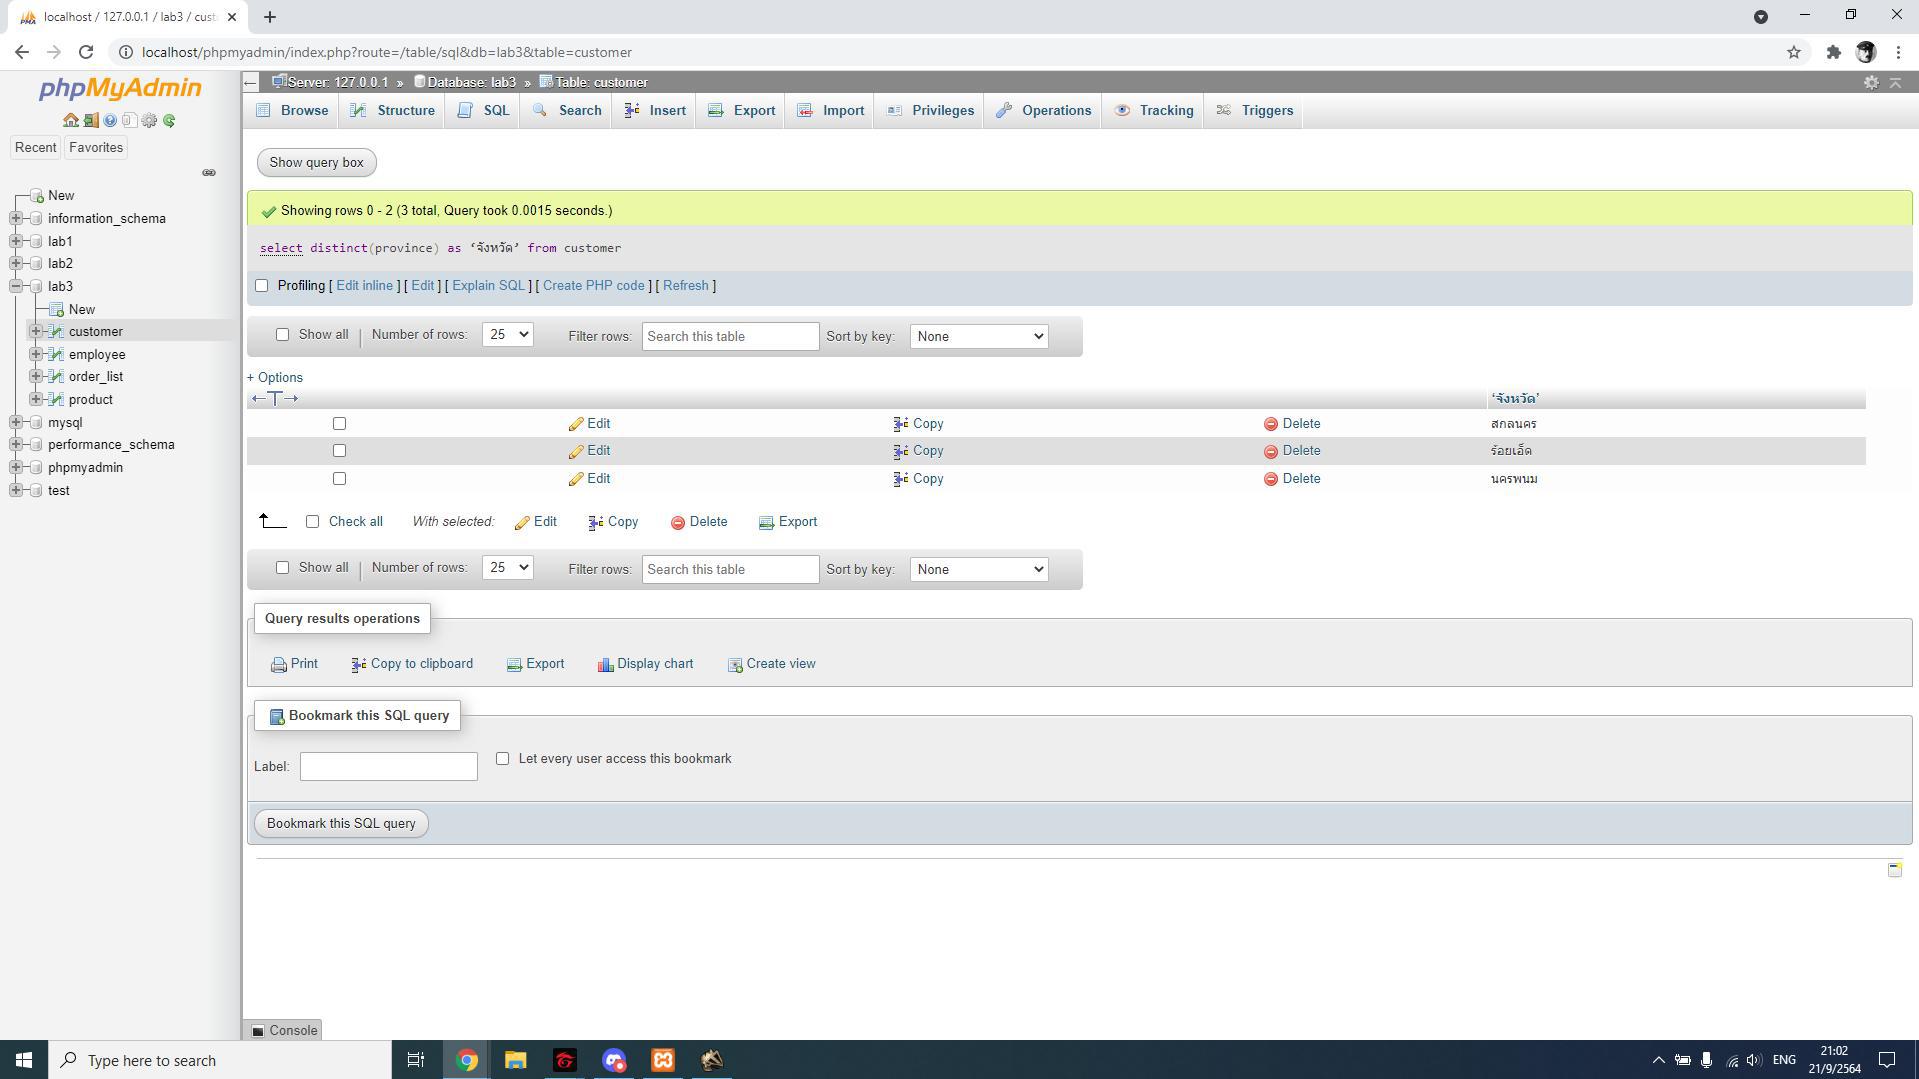 localhost / 127.0.0.1 / lab3 / cust
localhost/phpmyadmin/index.php?route=/table/sql&db=lab3&table=customer
phpMyAdmin
Recent Favorites
New
information_schema
lab1
lab2
lab3
New
customer
employee
order_list
product
mysql
performance_schema
phpmyadmin
test
Server: 127.0.0.1 » Database: lab3 » Table: customer
Browse Structure SQL Search Insert Export Import Privileges Operations Tracking Triggers
Show query box
Showing rows 0 - 2 (3 total, Query took 0.0015 seconds.)
select distinct(province) as ‘จังหวัด’ from customer
Profiling [ Edit inline ] [ Edit ] [ Explain SQL ] [ Create PHP code ] [ Refresh ]
Show all Number of rows: 25 Filter rows: Search this table Sort by key: None
+ Options
‘จังหวัด’
Edit Copy Delete สกลนคร
Edit Copy Delete ร้อยเอ็ด
Edit Copy Delete นครพนม
Check all With selected: Edit Copy Delete Export
Show all Number of rows: 25 Filter rows: Search this table Sort by key: None
Query results operations
Print Copy to clipboard Export Display chart Create view
Bookmark this SQL query
Label: Let every user access this bookmark
Bookmark this SQL query
Console
Type here to search
ENG
21:02
21/9/2564